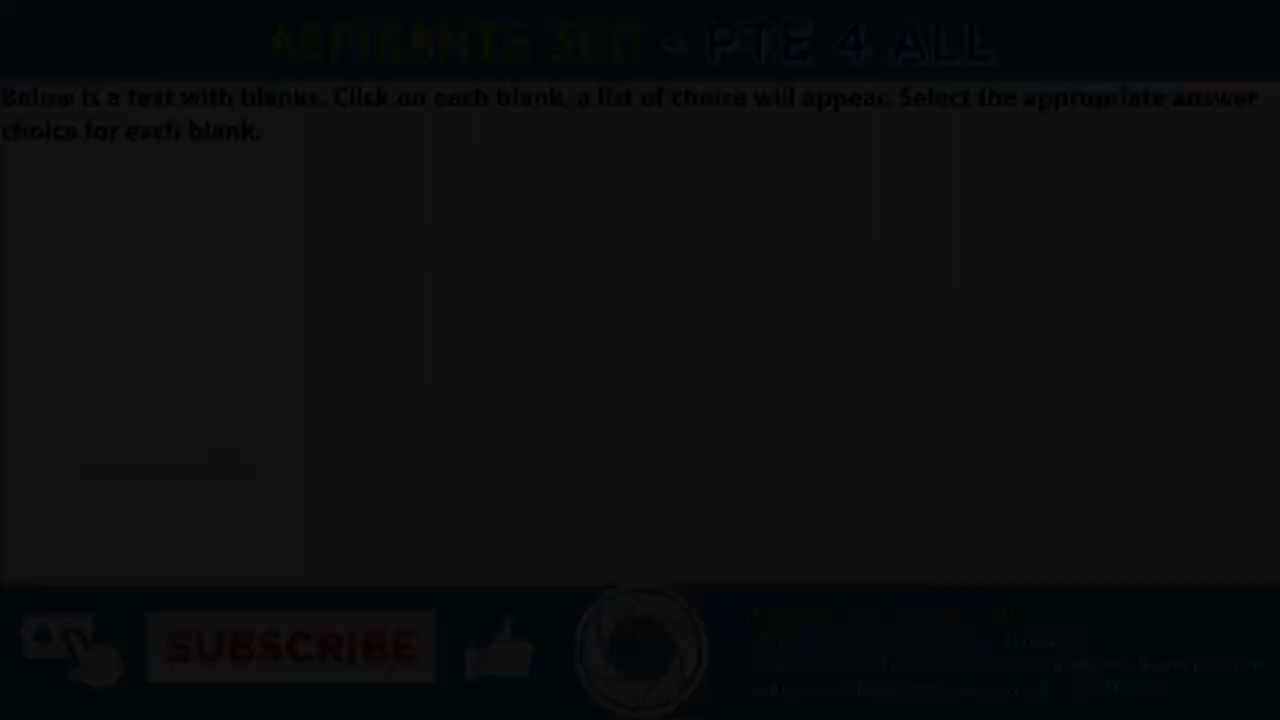 ASPIRANTS 360 - PTE 4 ALL
Below is a text with blanks. Click on each blank, a list of choice will appear. Select the appropriate answer
choice for each blank.
SUBSCRIBE